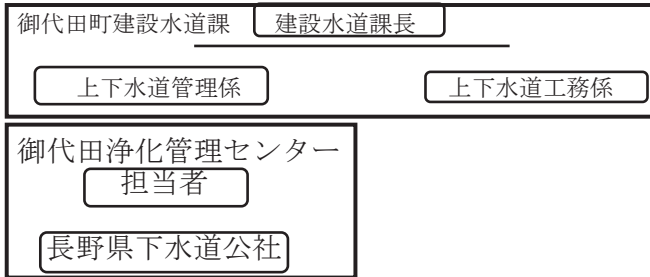 御代田町建設水道課 建設水道課長
上下水道管理係 上下水道工務係
御代田浄化管理センター
担当者
長野県下水道公社